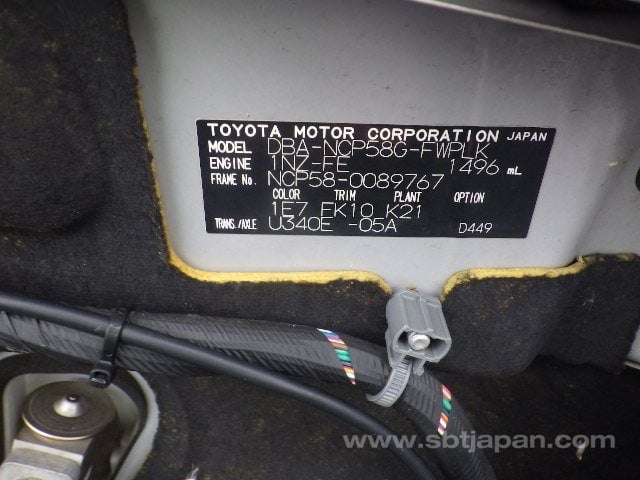 TOYOTA MOTOR CORPORATION JAPAN
MODEL DBA-NCP58G-FWPLK
ENGINE 1NZ-FE 1496 mL
FRAME No. NCP58-0089767
COLOR TRIM PLANT OPTION
1E7 FK10 K21
TRANS./AXLE U340E -05A D449
www.sbtjapan.com